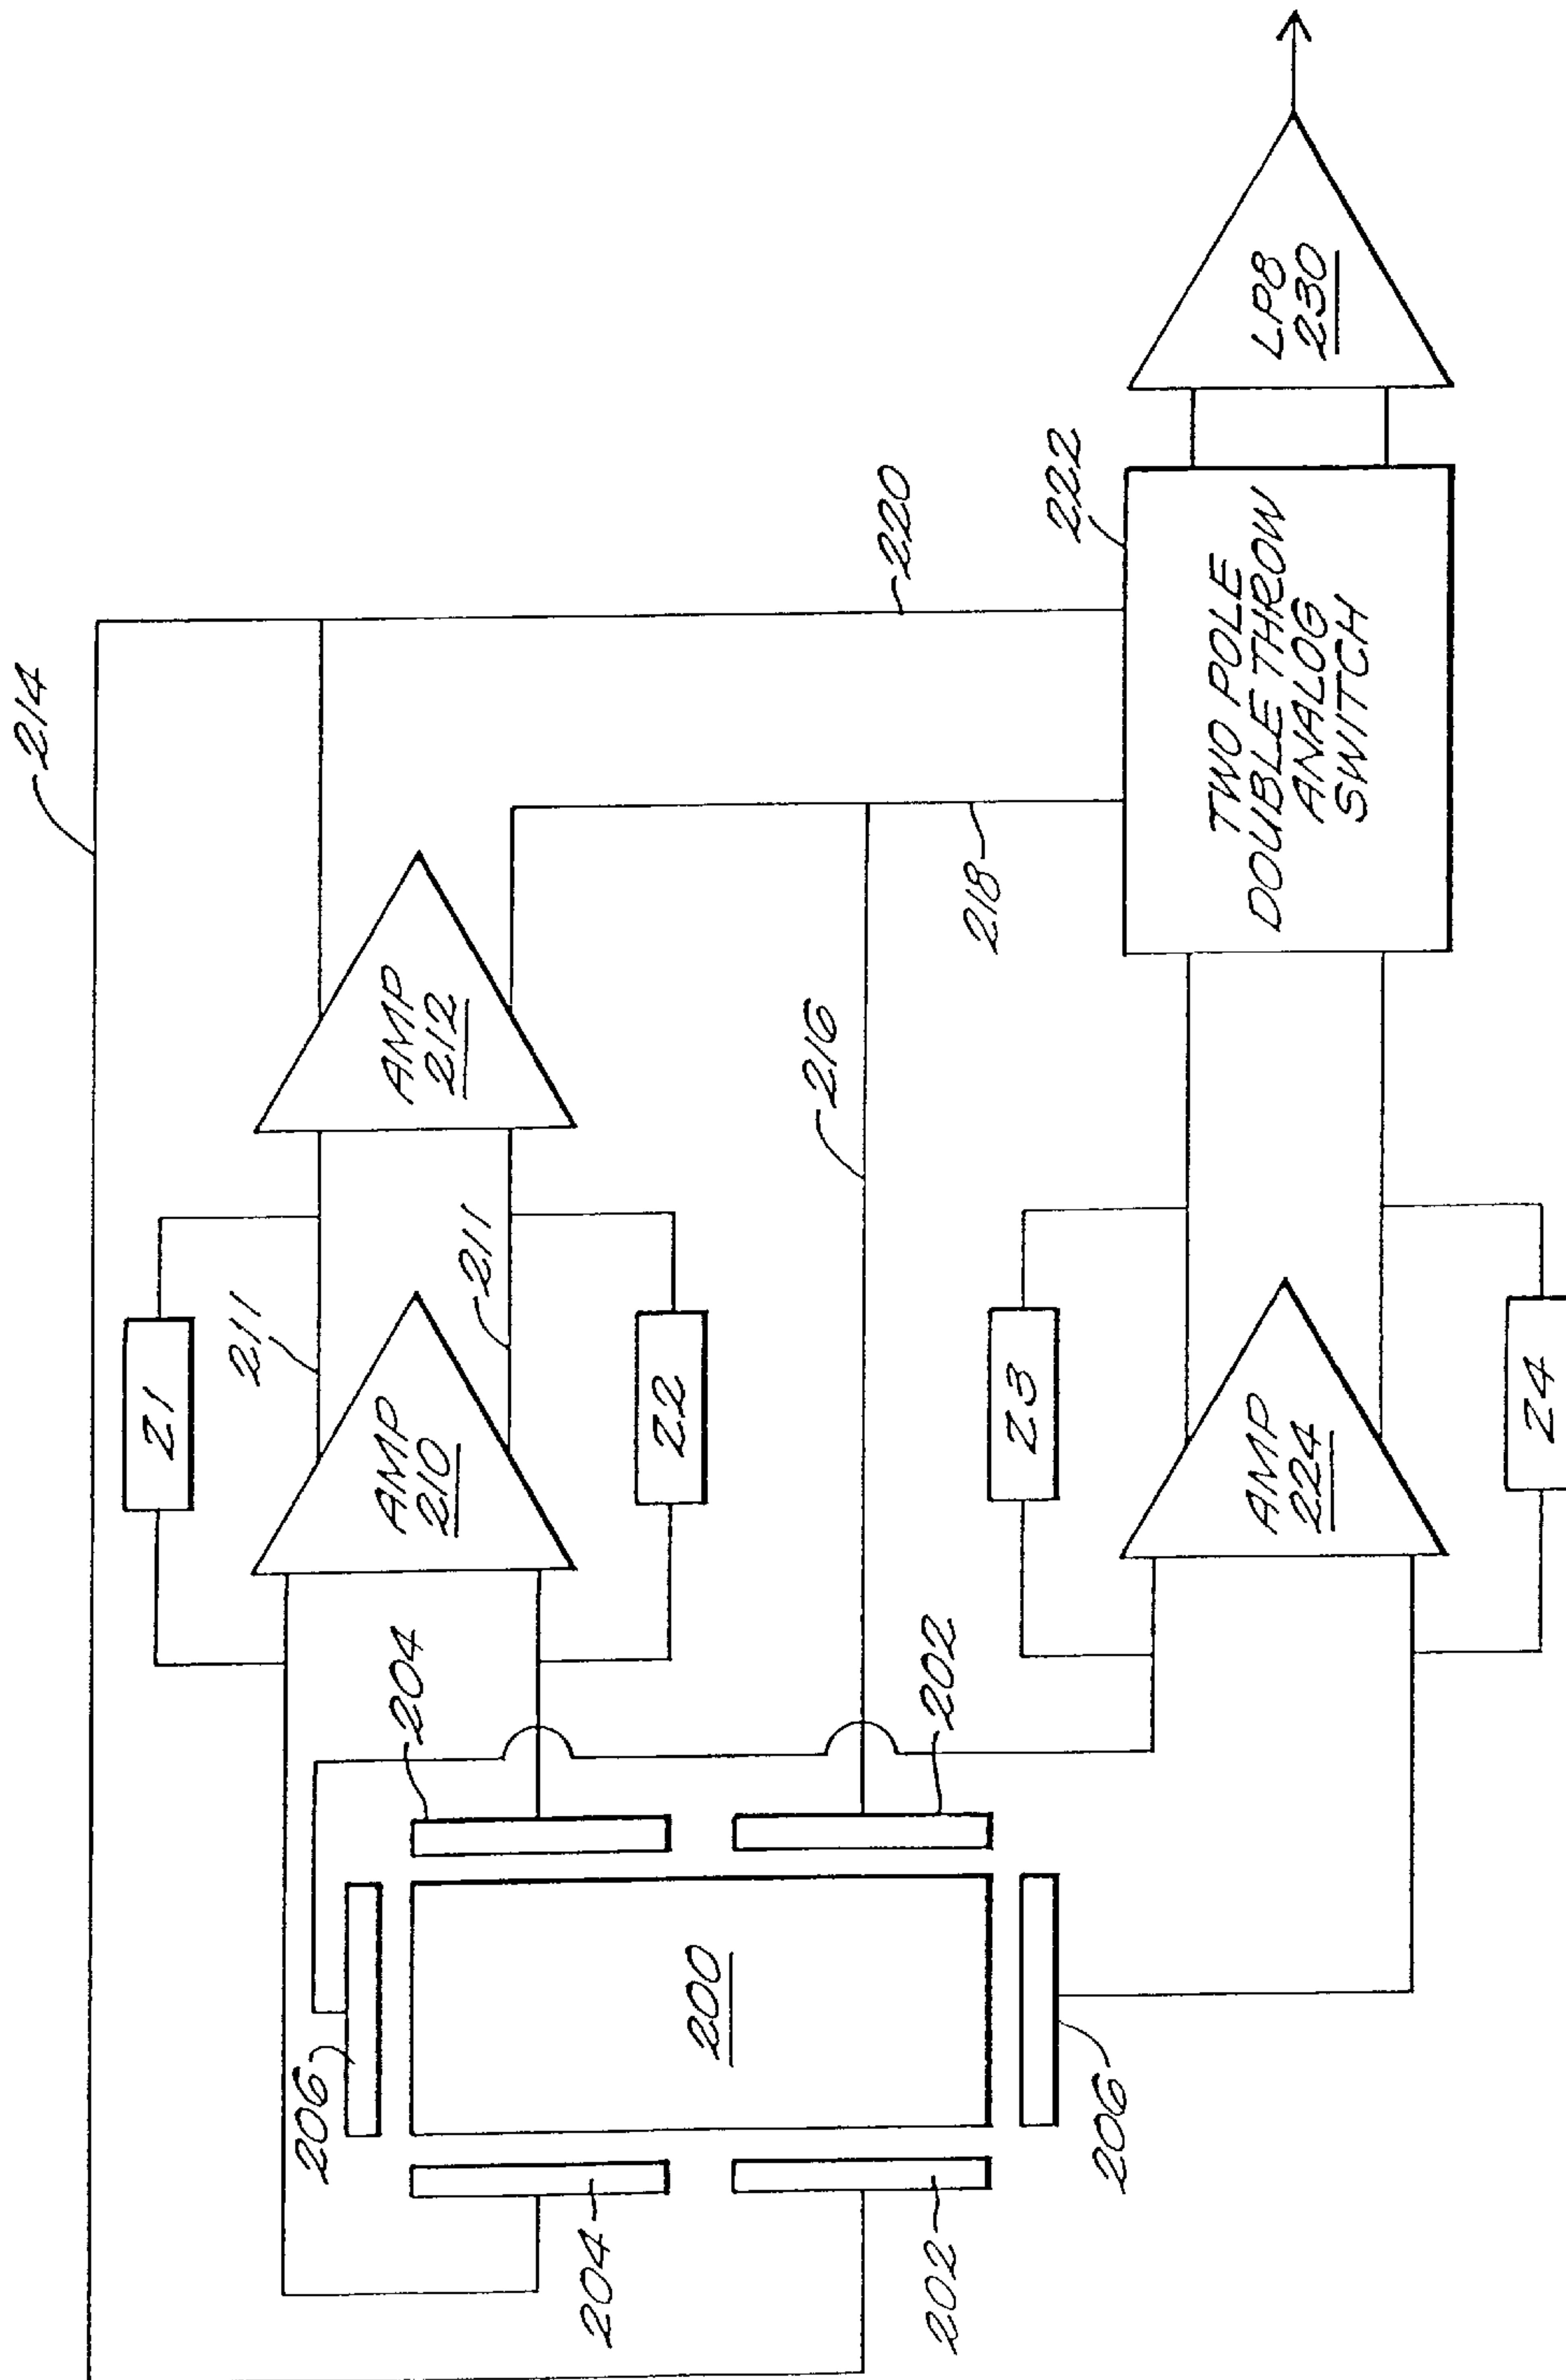 214
Z1
211
206
AMP
210
AMP
212
204
211
204
Z2
200
216
220
202
202
218
Z3
222
206
AMP
224
TWO POLE
DOUBLE THROW
ANALOG
SWITCH
LP8
230
Z4